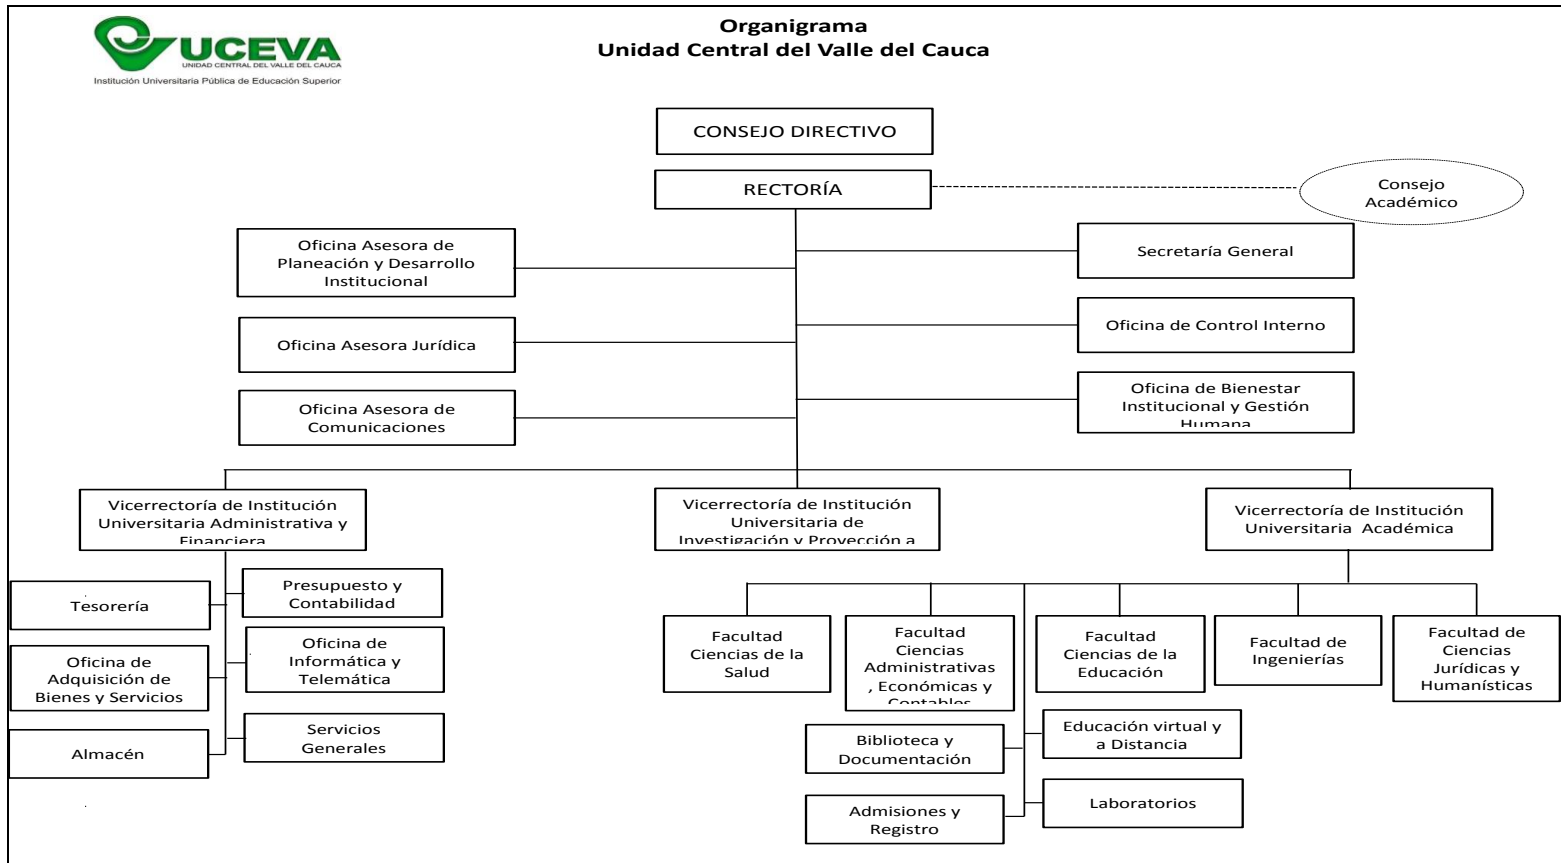 Organigrama
Unidad Central del Valle del Cauca
UCEVA
UNIDAD CENTRAL DEL VALLE DEL CAUCA
Institución Universitaria Pública de Educación Superior
CONSEJO DIRECTIVO
RECTORÍA
Consejo
Académico
Oficina Asesora de
Planeación y Desarrollo
Institucional
Secretaría General
Oficina Asesora Jurídica
Oficina de Control Interno
Oficina Asesora de
Comunicaciones
Oficina de Bienestar
Institucional y Gestión
Humana
Vicerrectoría de Institución
Universitaria Administrativa y
Financiera
Vicerrectoría de Institución
Universitaria de
Investigación y Proyección a
Vicerrectoría de Institución
Universitaria Académica
Tesorería
Presupuesto y
Contabilidad
Oficina de
Adquisición de
Bienes y Servicios
Oficina de
Informática y
Telemática
Almacén
Servicios
Generales
Facultad
Ciencias de la
Salud
Facultad
Ciencias
Administrativas
, Económicas y
Contables
Facultad
Ciencias de la
Educación
Facultad de
Ingenierías
Facultad de
Ciencias
Jurídicas y
Humanísticas
Biblioteca y
Documentación
Educación virtual y
a Distancia
Admisiones y
Registro
Laboratorios